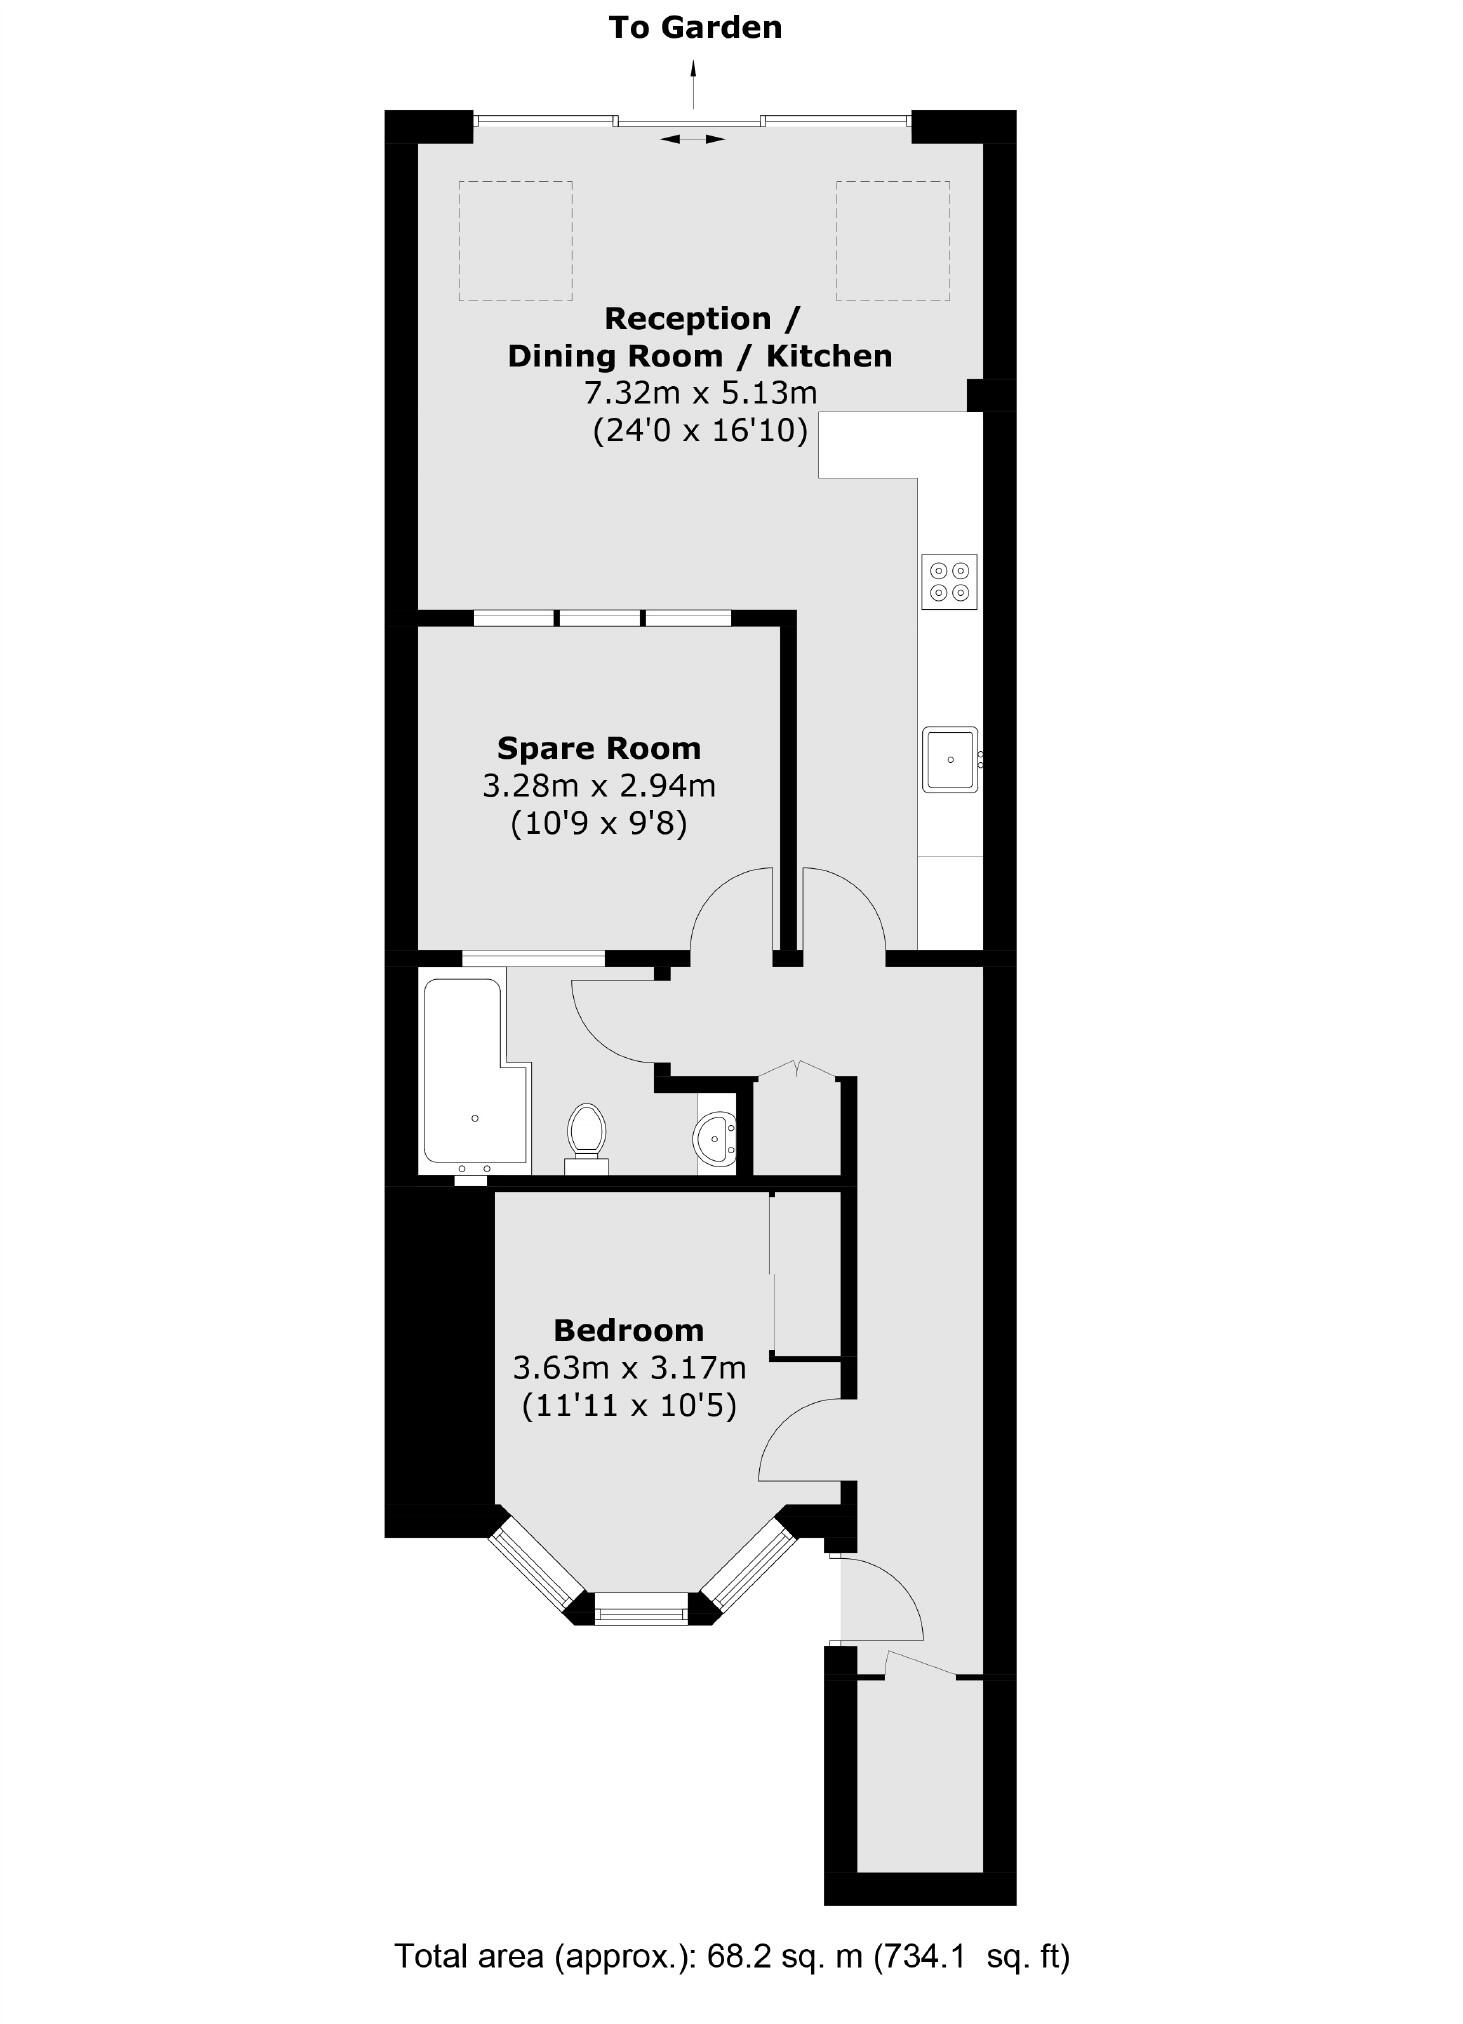 To Garden
Reception /
Dining Room / Kitchen
7.32m x 5.13m
(24'0 x 16'10)
Spare Room
3.28m x 2.94m
(10'9 x 9'8)
Bedroom
3.63m x 3.17m
(11'11 x 10'5)
Total area (approx.): 68.2 sq. m (734.1  sq. ft)